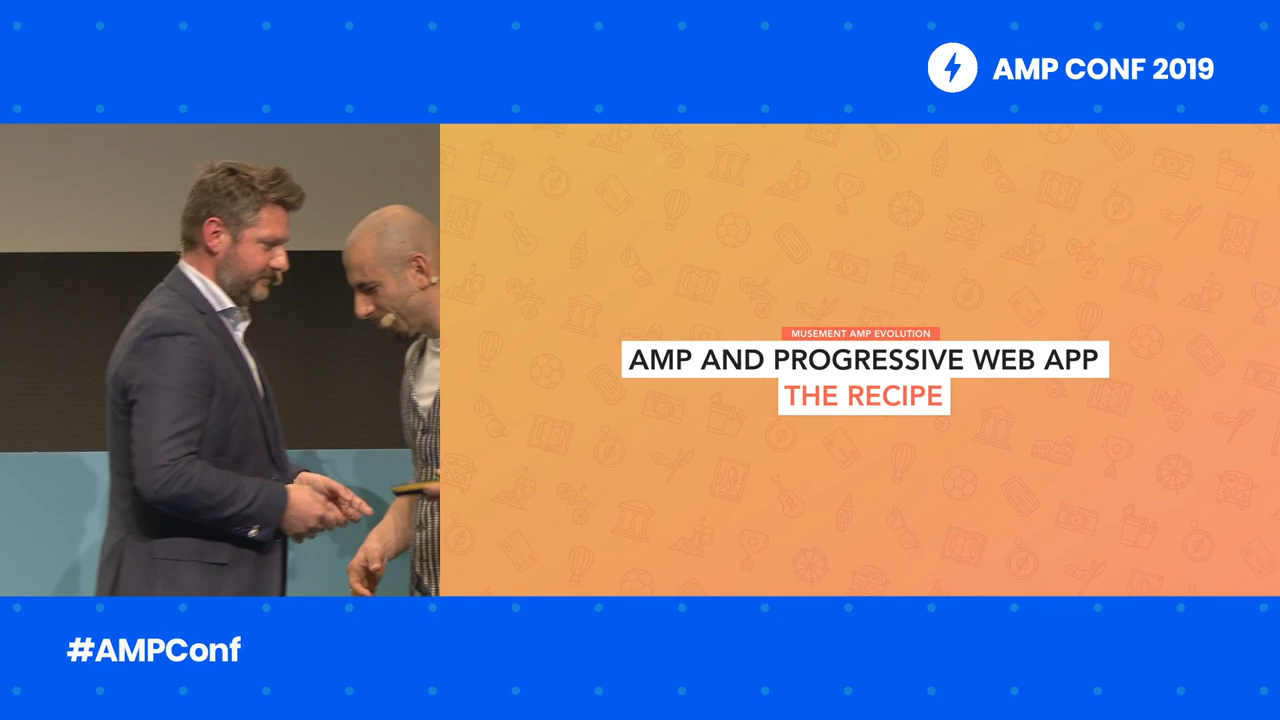 AMP CONF 2019
MUSEMENT AMP EVOLUTION
AMP AND PROGRESSIVE WEB APP
THE RECIPE
#AMPConf